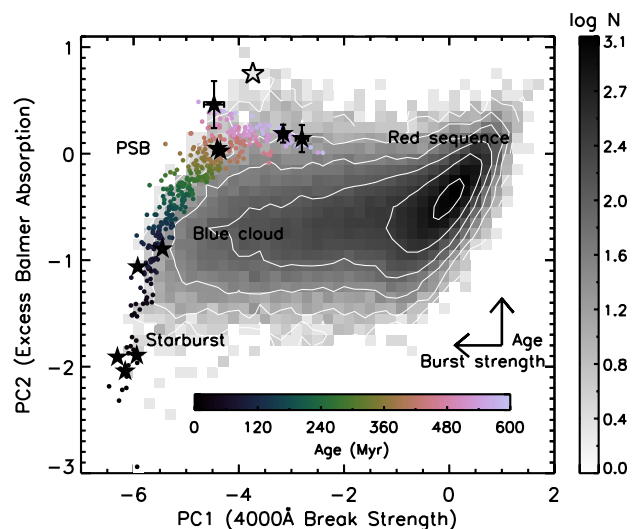 log N
3.1
2.7
2.4
2.0
1.6
1.2
0.8
0.4
0.0
1
0
−1
−2
−3
PC2 (Excess Balmer Absorption)
PSB
Red sequence
Blue cloud
Starburst
Age
Burst strength
0 120 240 360 480 600
Age (Myr)
−6 −4 −2 0 2
PC1 (4000Å Break Strength)